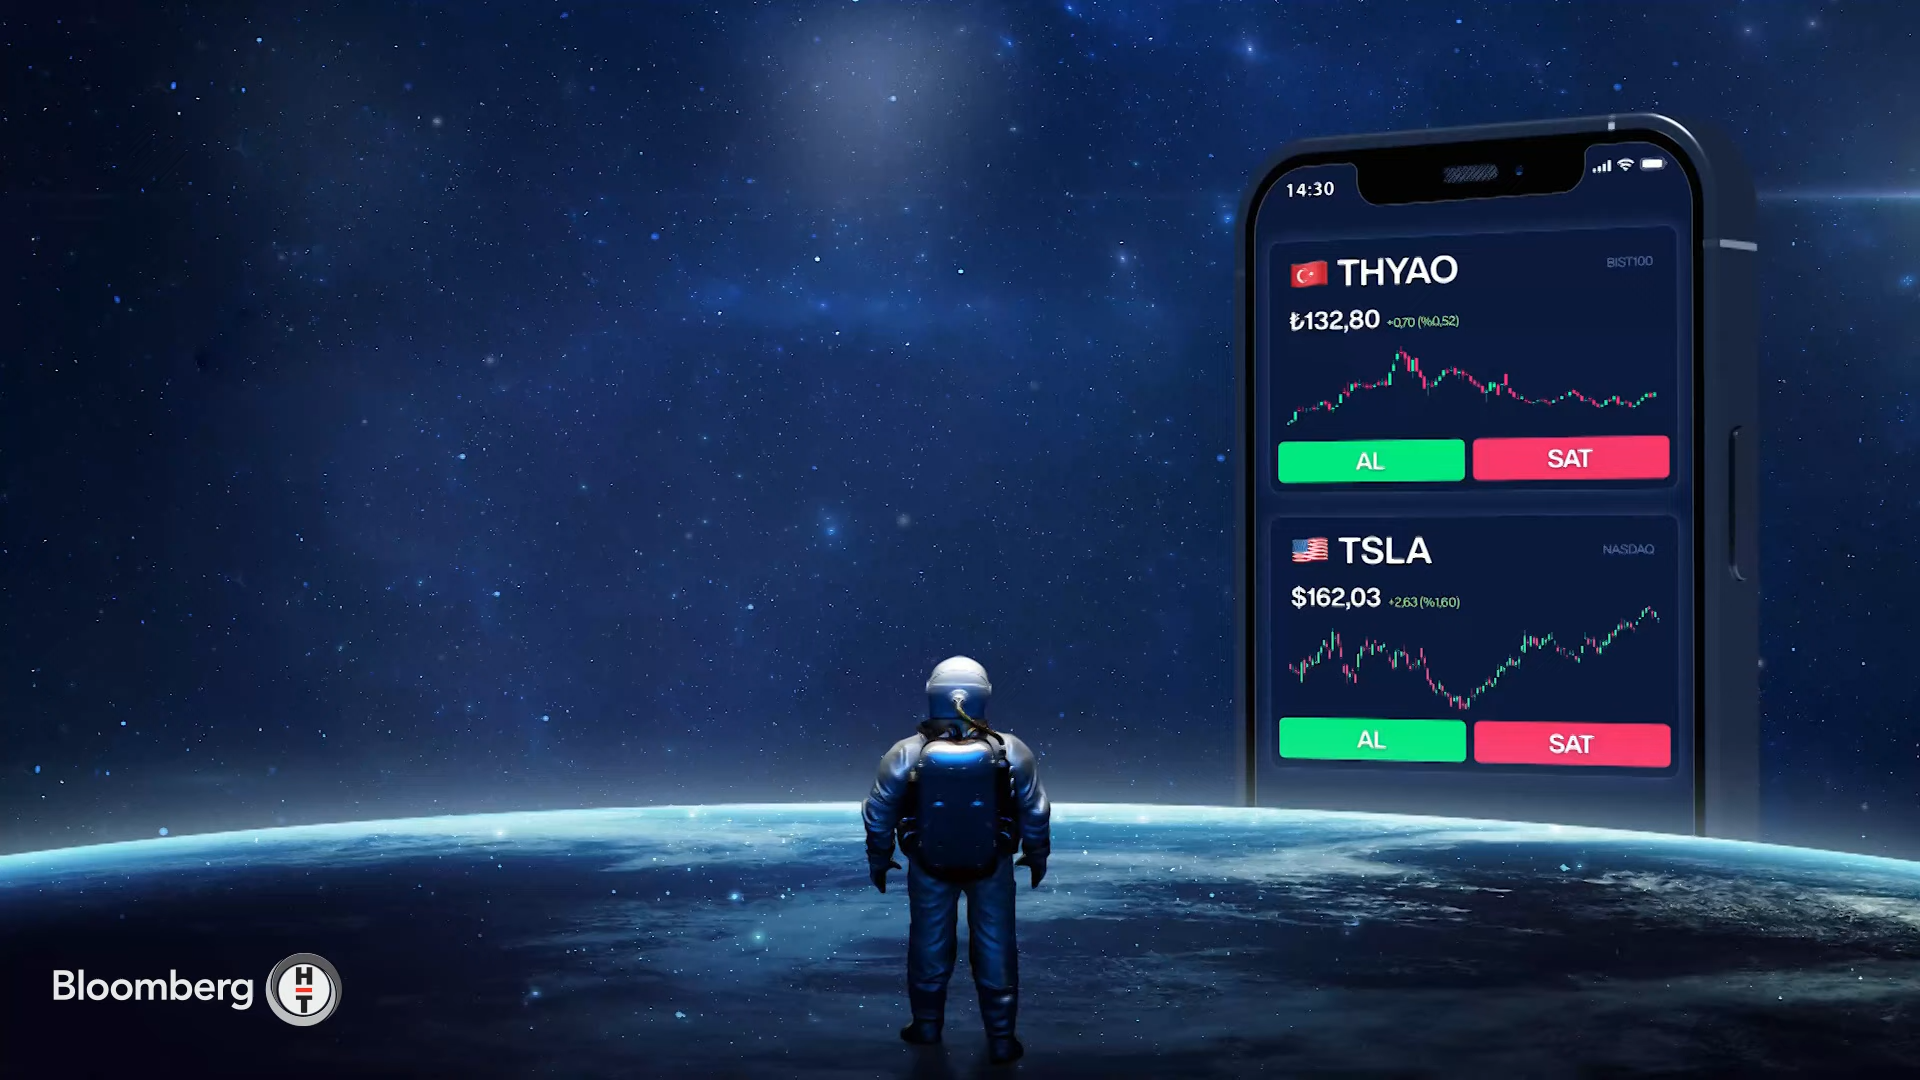 14:30
THYAO
BIST100
₺132,80 +0,70 (%0,52)
AL
SAT
TSLA
NASDAQ
$162,03 +2,63 (%1,60)
AL
SAT
Bloomberg HT